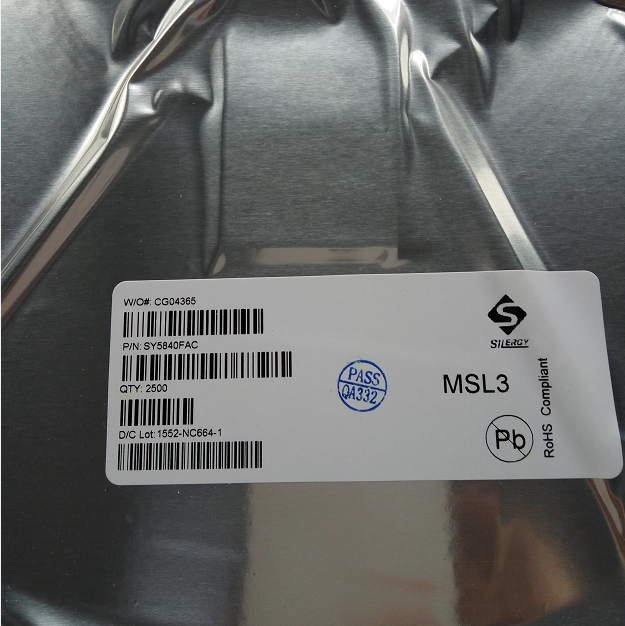 W/O#: CG04365
P/N: SY5840FAC
QTY: 2500
D/C Lot: 1552-NC664-1
PASS
QA332
MSL3
SILERGY
Pb
RoHS Compliant